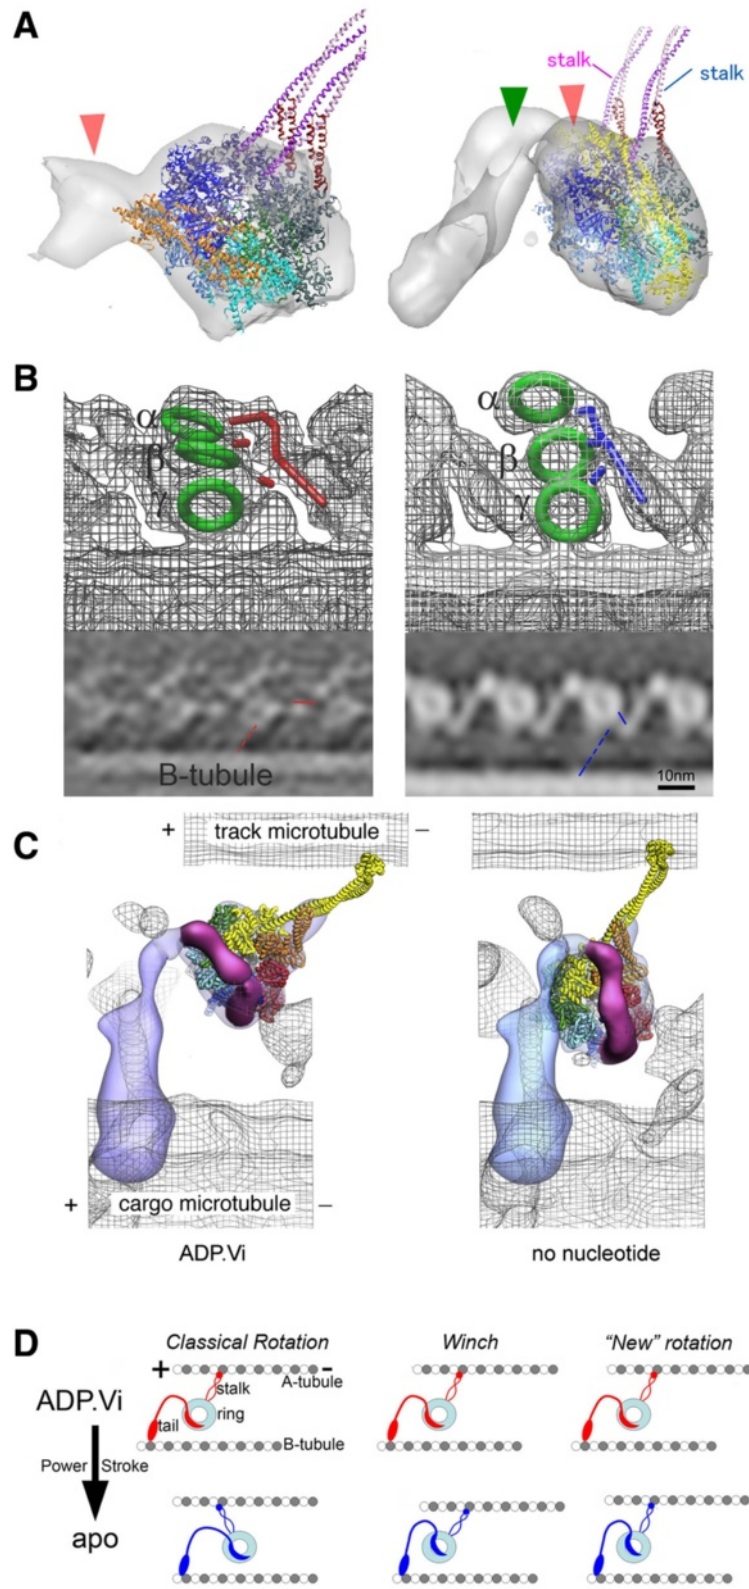 A
stalk
stalk
B
α
β
γ
α
β
γ
B-tubule
10nm
C
+ track microtubule −
+ cargo microtubule −
ADP.Vi
no nucleotide
D
Classical Rotation
Winch
"New" rotation
+
-
A-tubule
stalk
ADP.Vi
ring
tail
B-tubule
Power Stroke
apo